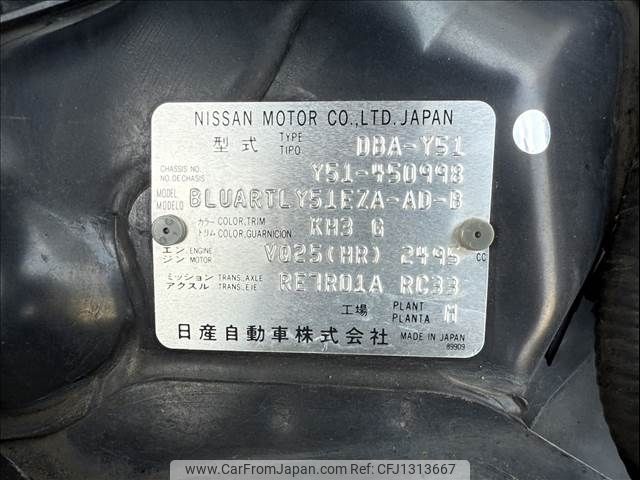 NISSAN MOTOR CO.,LTD.JAPAN
型式 TYPE TIPO DBA-Y51
CHASSIS NO. NO.DE CHASIS Y51-450998
MODEL MODELO BLUARTLY51EZA-AD-B
カラー COLOR,TRIM KH3 G
トリム COLOR,GUARNICION
エンジン ENGINE MOTOR VQ25(HR) 2495 CC
ミッション TRANS.,AXLE RE7R01A RC33
アクスル TRANS.,EJE
工場 PLANT PLANTA M
日産自動車株式会社 MADE IN JAPAN
89909
www.CarFromJapan.com | www.CarFromJapan.com - CFJ1313667